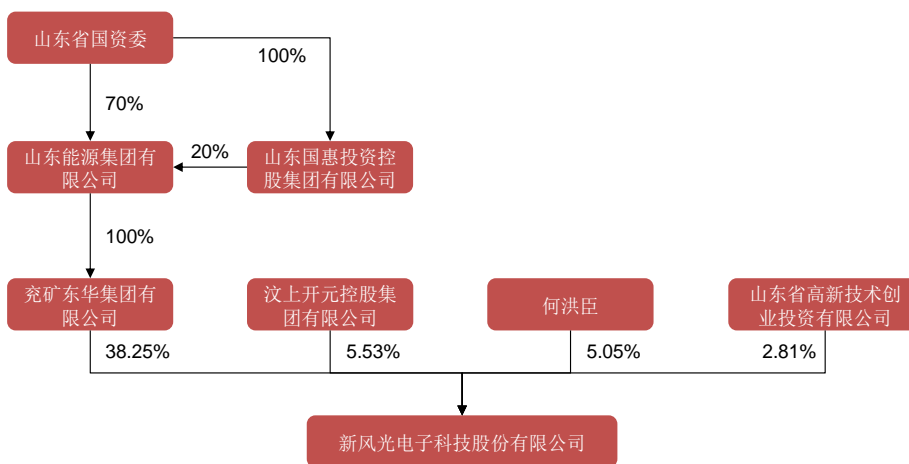 山东省国资委
100%
70%
山东能源集团有
限公司
20%
山东国惠投资控
股集团有限公司
100%
兖矿东华集团有
限公司
汶上开元控股集
团有限公司
何洪臣
山东省高新技术创
业投资有限公司
38.25%
5.53%
5.05%
2.81%
新风光电子科技股份有限公司